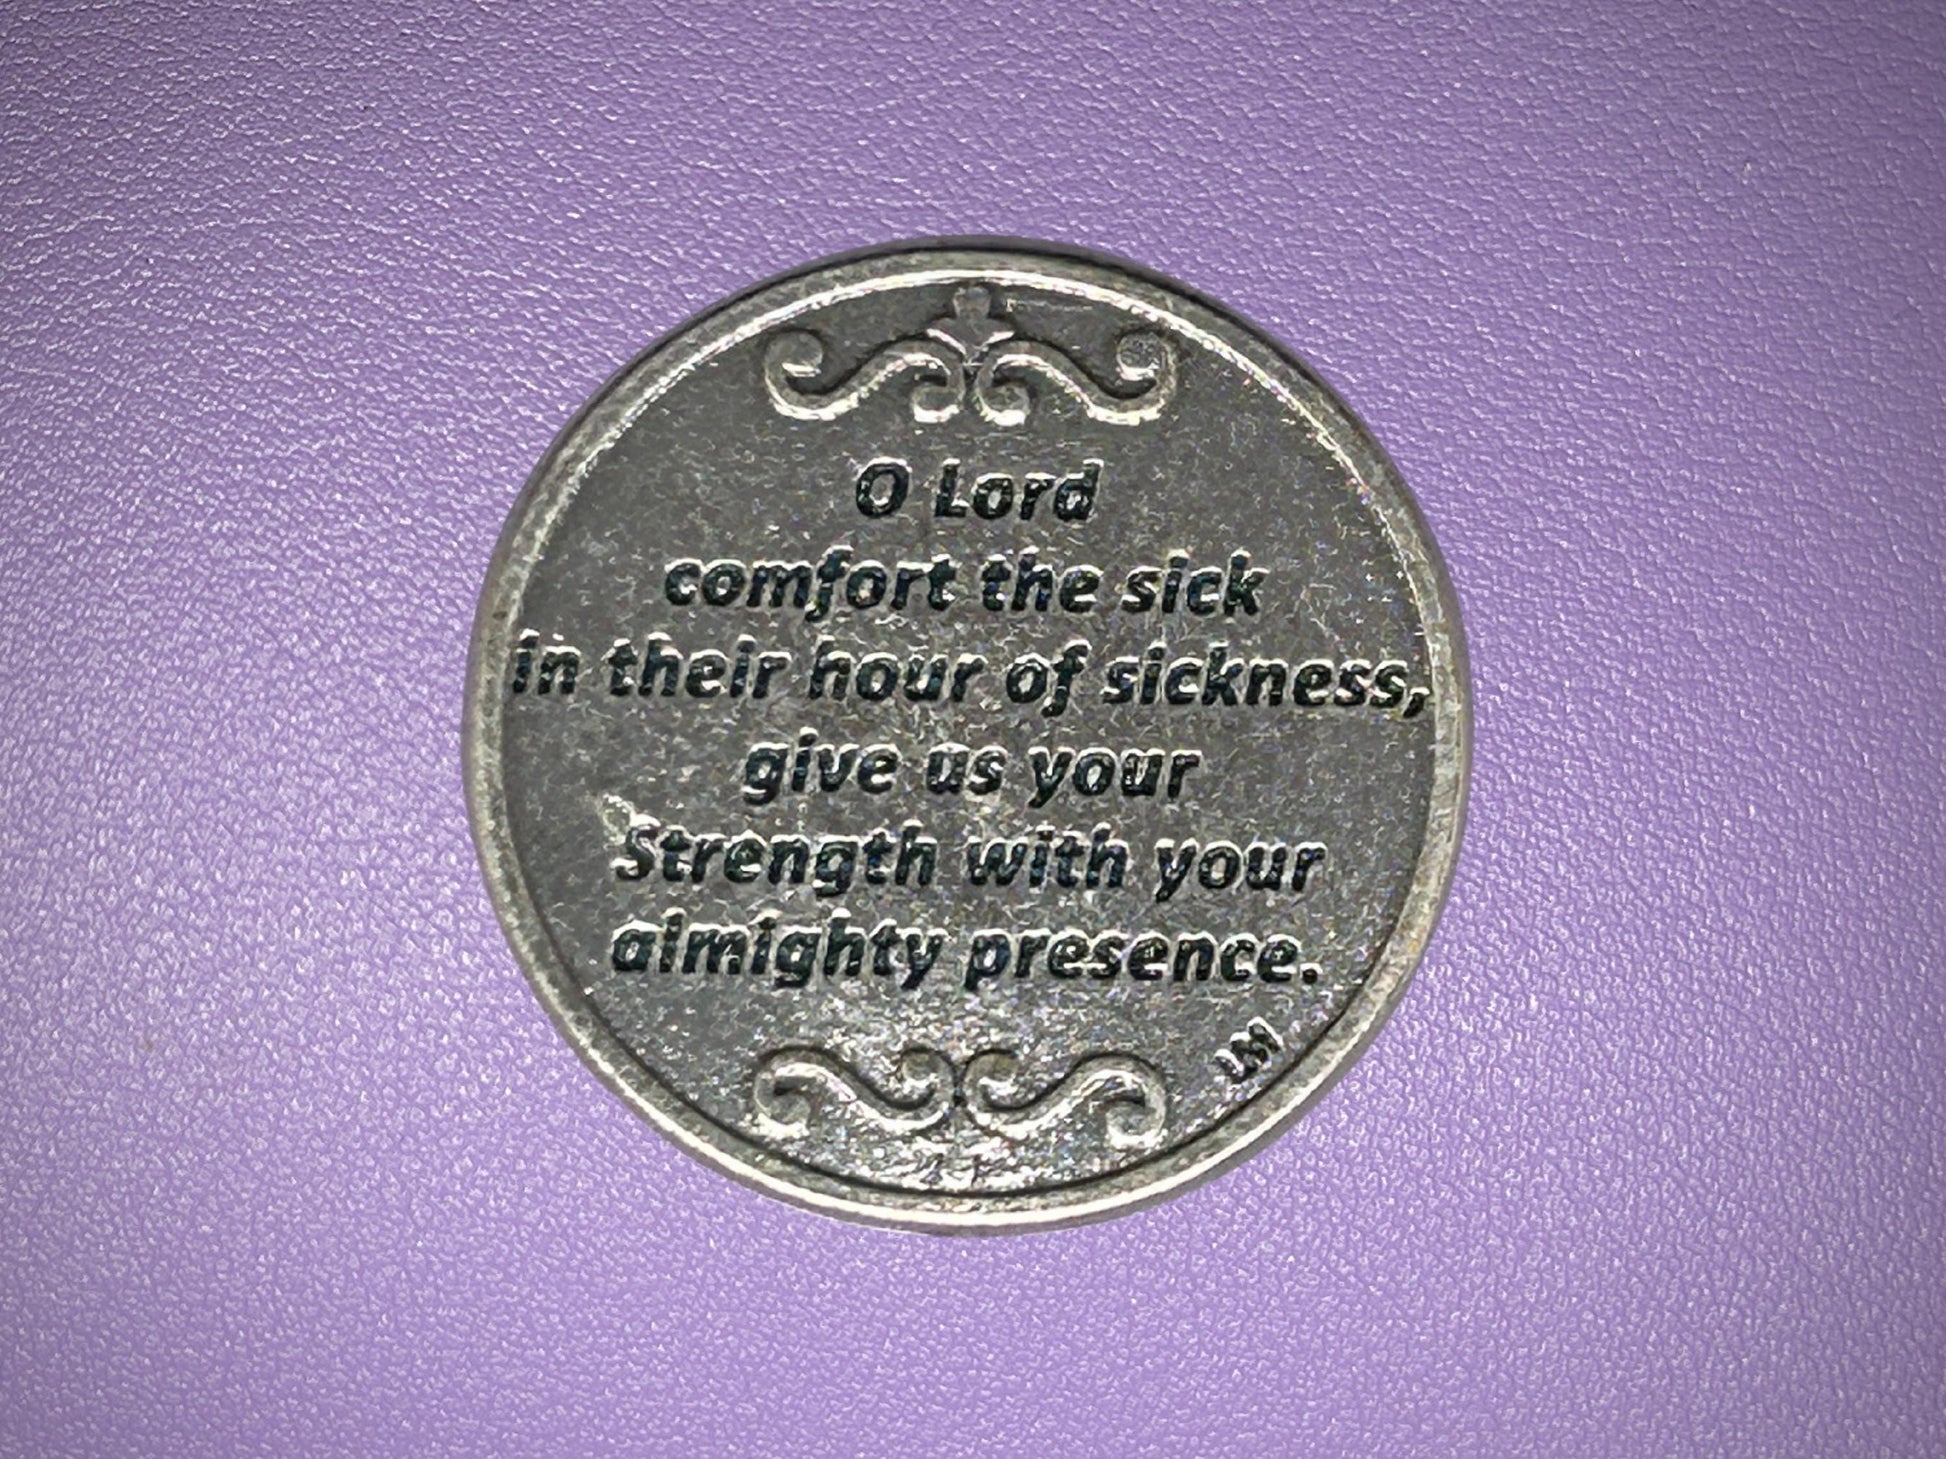 O Lord
comfort the sick
in their hour of sickness,
give us your
Strength with your
almighty presence.